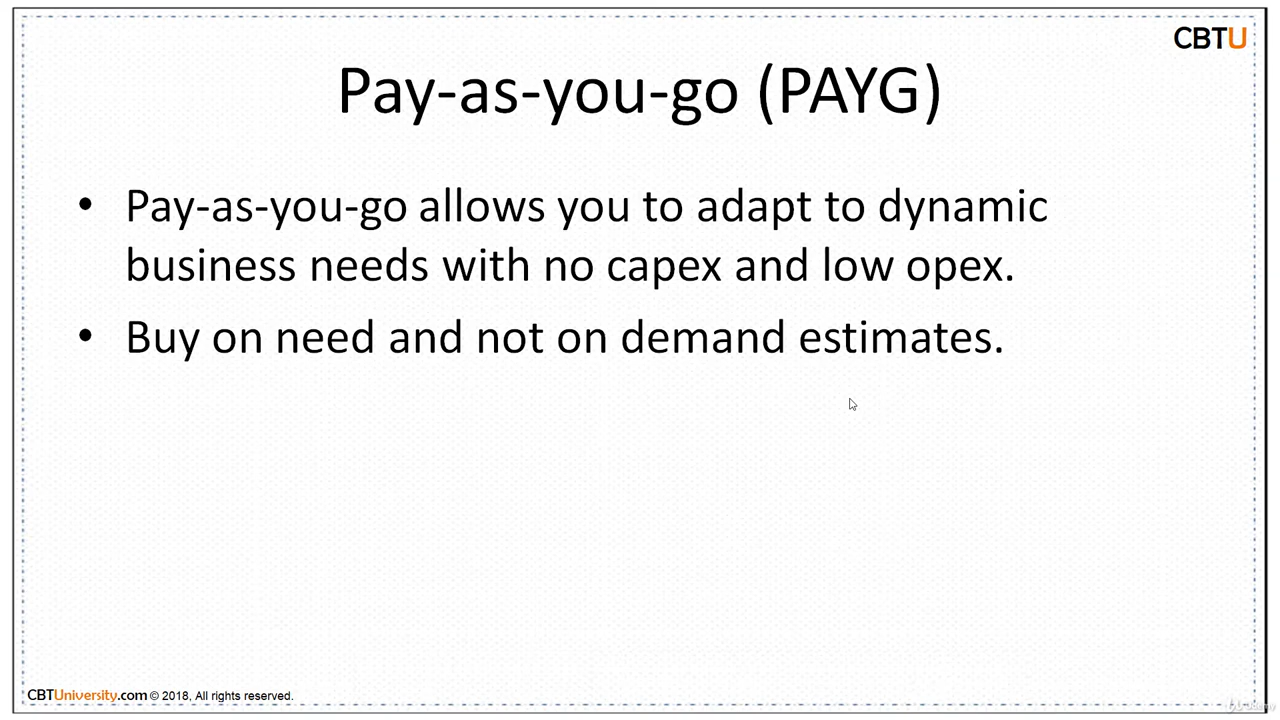 CBTU
Pay-as-you-go (PAYG)
• Pay-as-you-go allows you to adapt to dynamic
business needs with no capex and low opex.
• Buy on need and not on demand estimates.
CBTUniversity.com © 2018, All rights reserved.